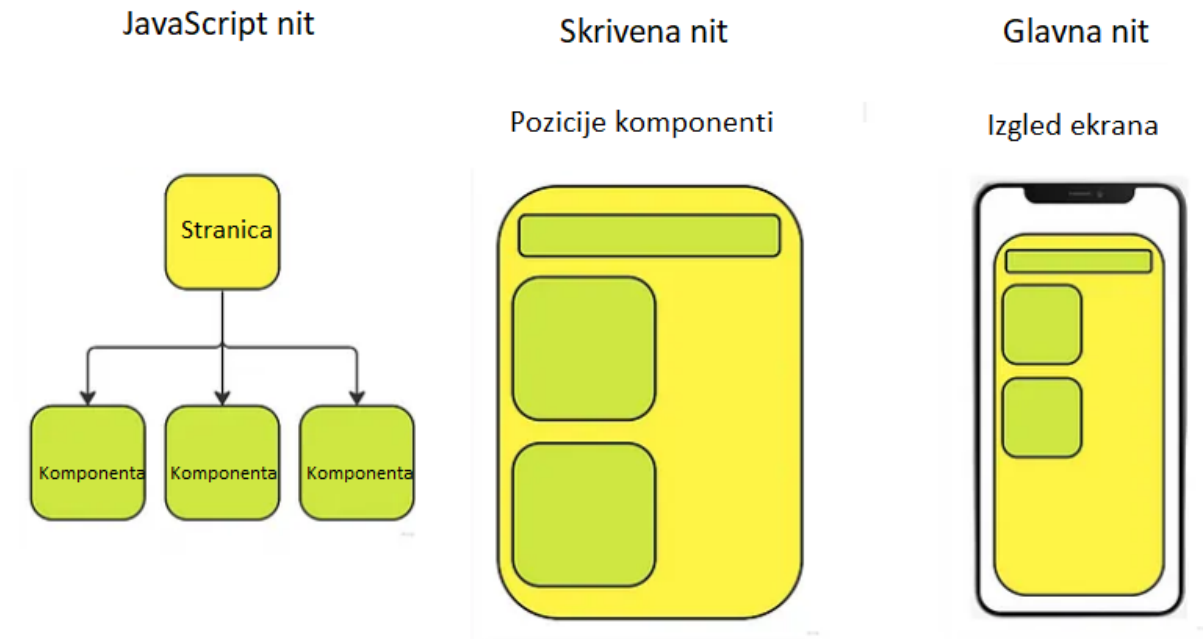 JavaScript nit
Skrivena nit
Glavna nit
Pozicije komponenti
Izgled ekrana
Stranica
Komponenta
Komponenta
Komponenta